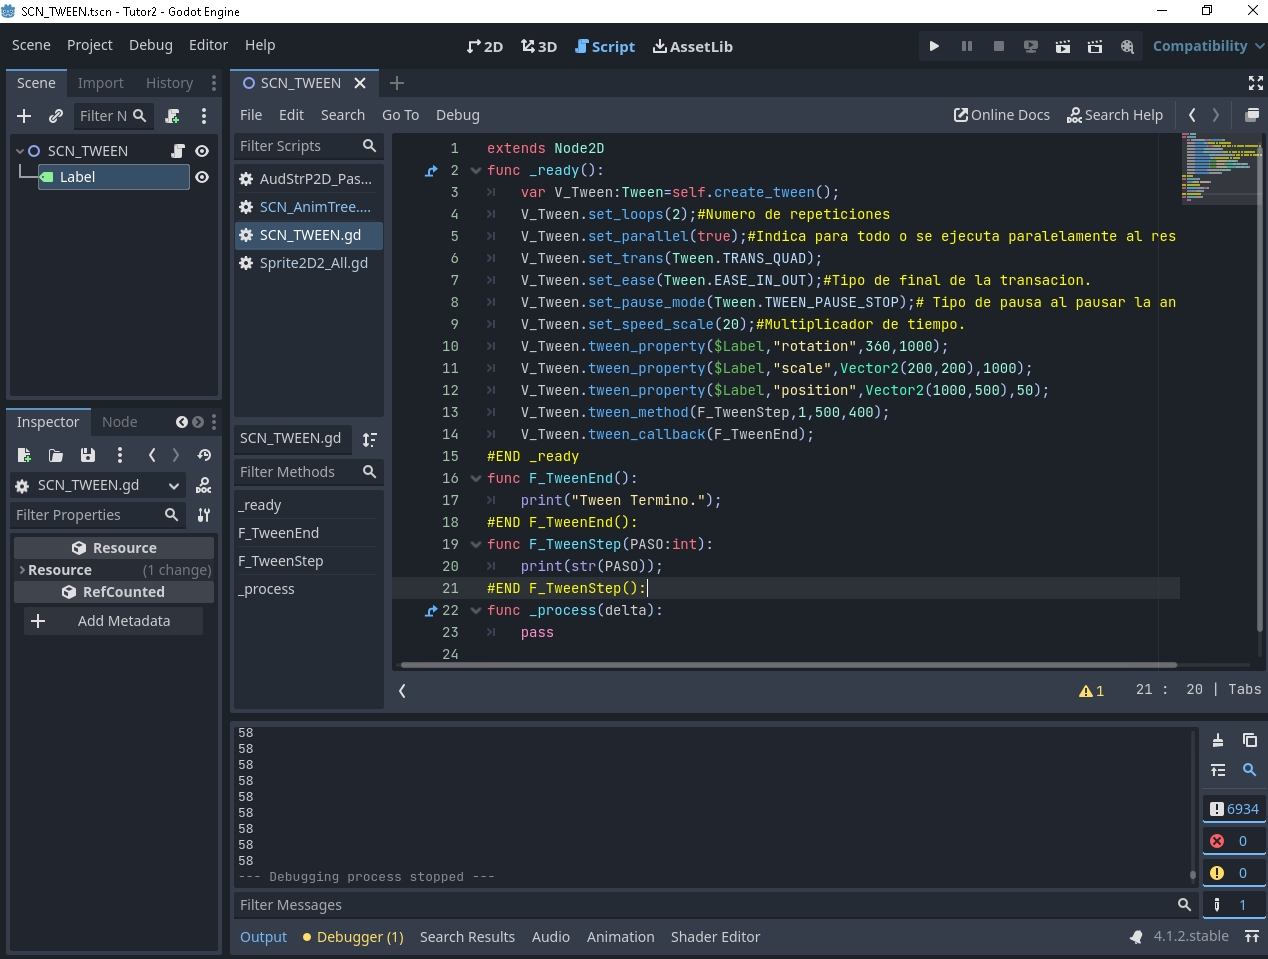 SCN_TWEEN.tscn - Tutor2 - Godot Engine
Scene Project Debug Editor Help
2D 3D Script AssetLib
Compatibility
Scene Import History
Filter N
SCN_TWEEN
Label
SCN_TWEEN
File Edit Search Go To Debug
Online Docs Search Help
Filter Scripts
AudStrP2D_Pas...
SCN_AnimTree....
SCN_TWEEN.gd
Sprite2D2_All.gd
SCN_TWEEN.gd
Filter Methods
_ready
F_TweenEnd
F_TweenStep
_process
1 extends Node2D
2 func _ready():
3 var V_Tween:Tween=self.create_tween();
4 V_Tween.set_loops(2);#Numero de repeticiones
5 V_Tween.set_parallel(true);#Indica para todo o se ejecuta paralelamente al res
6 V_Tween.set_trans(Tween.TRANS_QUAD);
7 V_Tween.set_ease(Tween.EASE_IN_OUT);#Tipo de final de la transacion.
8 V_Tween.set_pause_mode(Tween.TWEEN_PAUSE_STOP);# Tipo de pausa al pausar la an
9 V_Tween.set_speed_scale(20);#Multiplicador de tiempo.
10 V_Tween.tween_property($Label,"rotation",360,1000);
11 V_Tween.tween_property($Label,"scale",Vector2(200,200),1000);
12 V_Tween.tween_property($Label,"position",Vector2(1000,500),50);
13 V_Tween.tween_method(F_TweenStep,1,500,400);
14 V_Tween.tween_callback(F_TweenEnd);
15 #END _ready
16 func F_TweenEnd():
17 print("Tween Termino.");
18 #END F_TweenEnd():
19 func F_TweenStep(PASO:int):
20 print(str(PASO));
21 #END F_TweenStep():
22 func _process(delta):
23 pass
24
1 21 : 20 | Tabs
Inspector Node
SCN_TWEEN.gd
Filter Properties
Resource
Resource (1 change)
RefCounted
Add Metadata
58
58
58
58
58
58
58
58
58
--- Debugging process stopped ---
6934
0
0
1
Filter Messages
Output Debugger (1) Search Results Audio Animation Shader Editor
4.1.2.stable